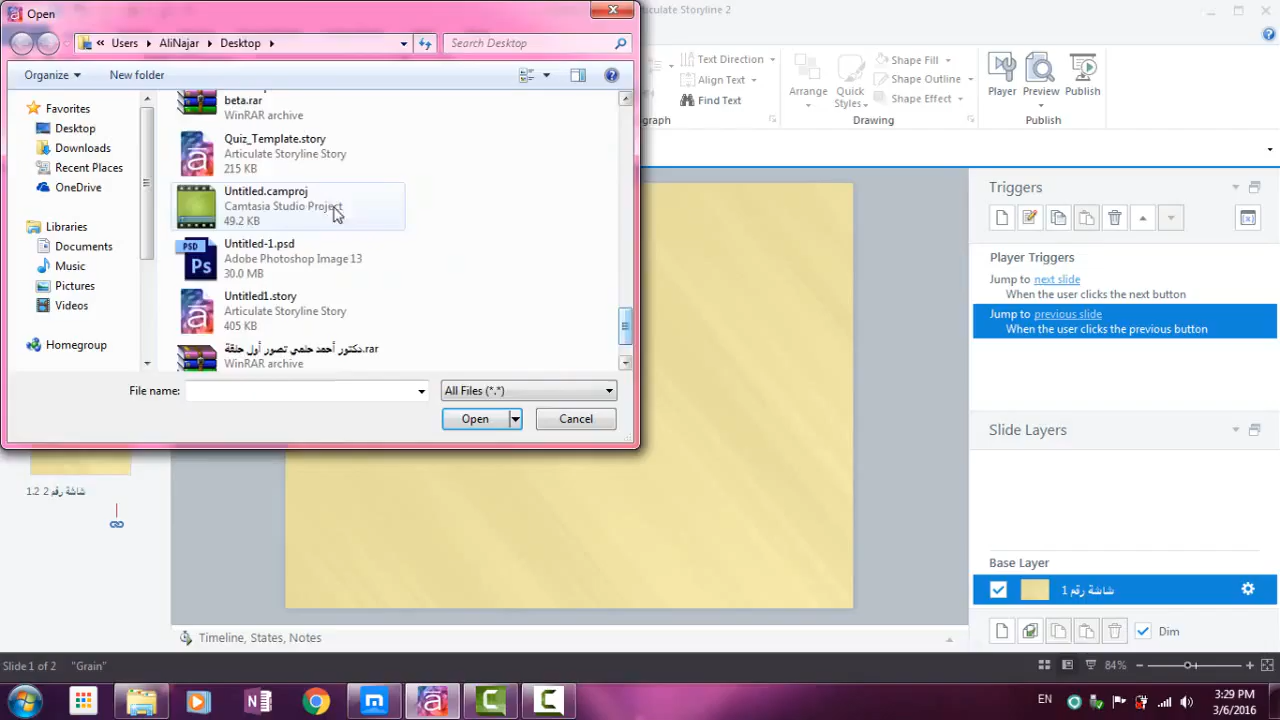 Open
rticulate Storyline 2
« Users › AliNajar › Desktop ›
Search Desktop
Organize
New folder
Favorites
Desktop
Downloads
Recent Places
OneDrive
Libraries
Documents
Music
Pictures
Videos
Homegroup
beta.rar
WinRAR archive
Quiz_Template.story
Articulate Storyline Story
215 KB
Untitled.camproj
Camtasia Studio Project
49.2 KB
Untitled-1.psd
Adobe Photoshop Image 13
30.0 MB
PSD
Ps
Untitled1.story
Articulate Storyline Story
405 KB
دكتور أحمد حلمي تصور أول حلقة.rar
WinRAR archive
File name:
All Files (*.*)
Open
Cancel
Text Direction
Align Text
Find Text
Arrange
Quick
Styles
Shape Fill
Shape Outline
Shape Effect
Player
Preview
Publish
graph
Drawing
Publish
Triggers
Player Triggers
Jump to next slide
When the user clicks the next button
Jump to previous slide
When the user clicks the previous button
Slide Layers
Base Layer
شاشة رقم 1
Dim
1.2 شاشة رقم 2
Timeline, States, Notes
Slide 1 of 2
"Grain"
84%
EN
3:29 PM
3/6/2016